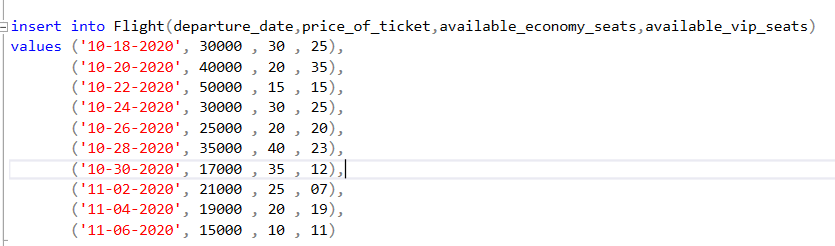 insert into Flight(departure_date,price_of_ticket,available_economy_seats,available_vip_seats)
values ('10-18-2020', 30000 , 30 , 25),
('10-20-2020', 40000 , 20 , 35),
('10-22-2020', 50000 , 15 , 15),
('10-24-2020', 30000 , 30 , 25),
('10-26-2020', 25000 , 20 , 20),
('10-28-2020', 35000 , 40 , 23),
('10-30-2020', 17000 , 35 , 12),
('11-02-2020', 21000 , 25 , 07),
('11-04-2020', 19000 , 20 , 19),
('11-06-2020', 15000 , 10 , 11)